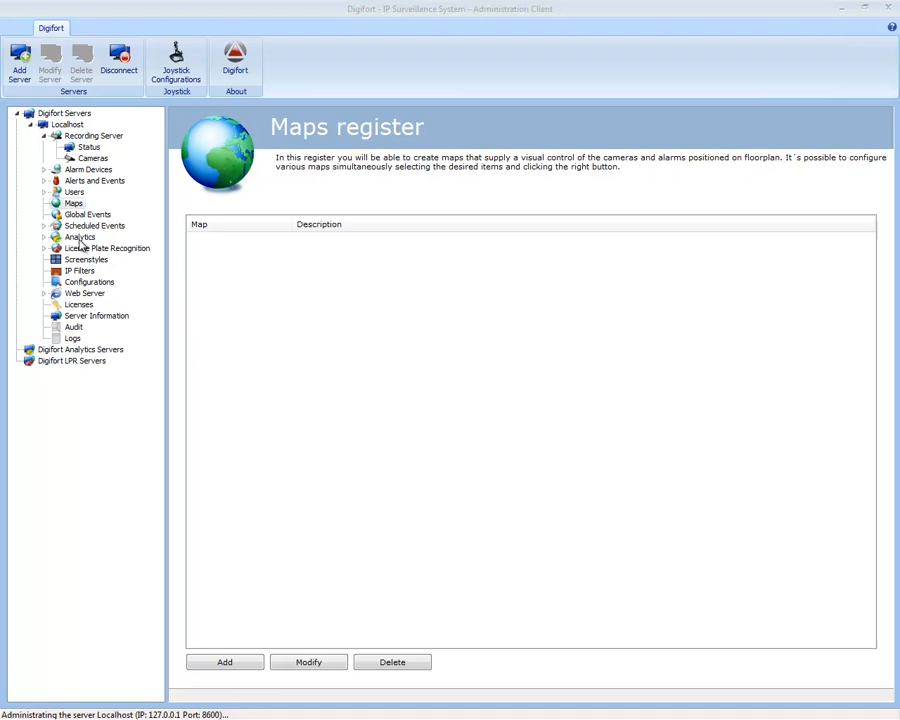 Digifort - IP Surveillance System - Administration Client
Digifort
Add Server
Modify Server
Delete Server
Disconnect
Joystick Configurations
Digifort
Servers
Joystick
About
Digifort Servers
Localhost
Recording Server
Status
Cameras
Alarm Devices
Alerts and Events
Users
Maps
Global Events
Scheduled Events
Analytics
License Plate Recognition
Screenstyles
IP Filters
Configurations
Web Server
Licenses
Server Information
Audit
Logs
Digifort Analytics Servers
Digifort LPR Servers
Maps register
In this register you will be able to create maps that supply a visual control of the cameras and alarms positioned on floorplan. It´s possible to configure
various maps simultaneously selecting the desired items and clicking the right button.
Map Description
Add Modify Delete
Administrating the server Localhost (IP: 127.0.0.1 Port: 8600)...